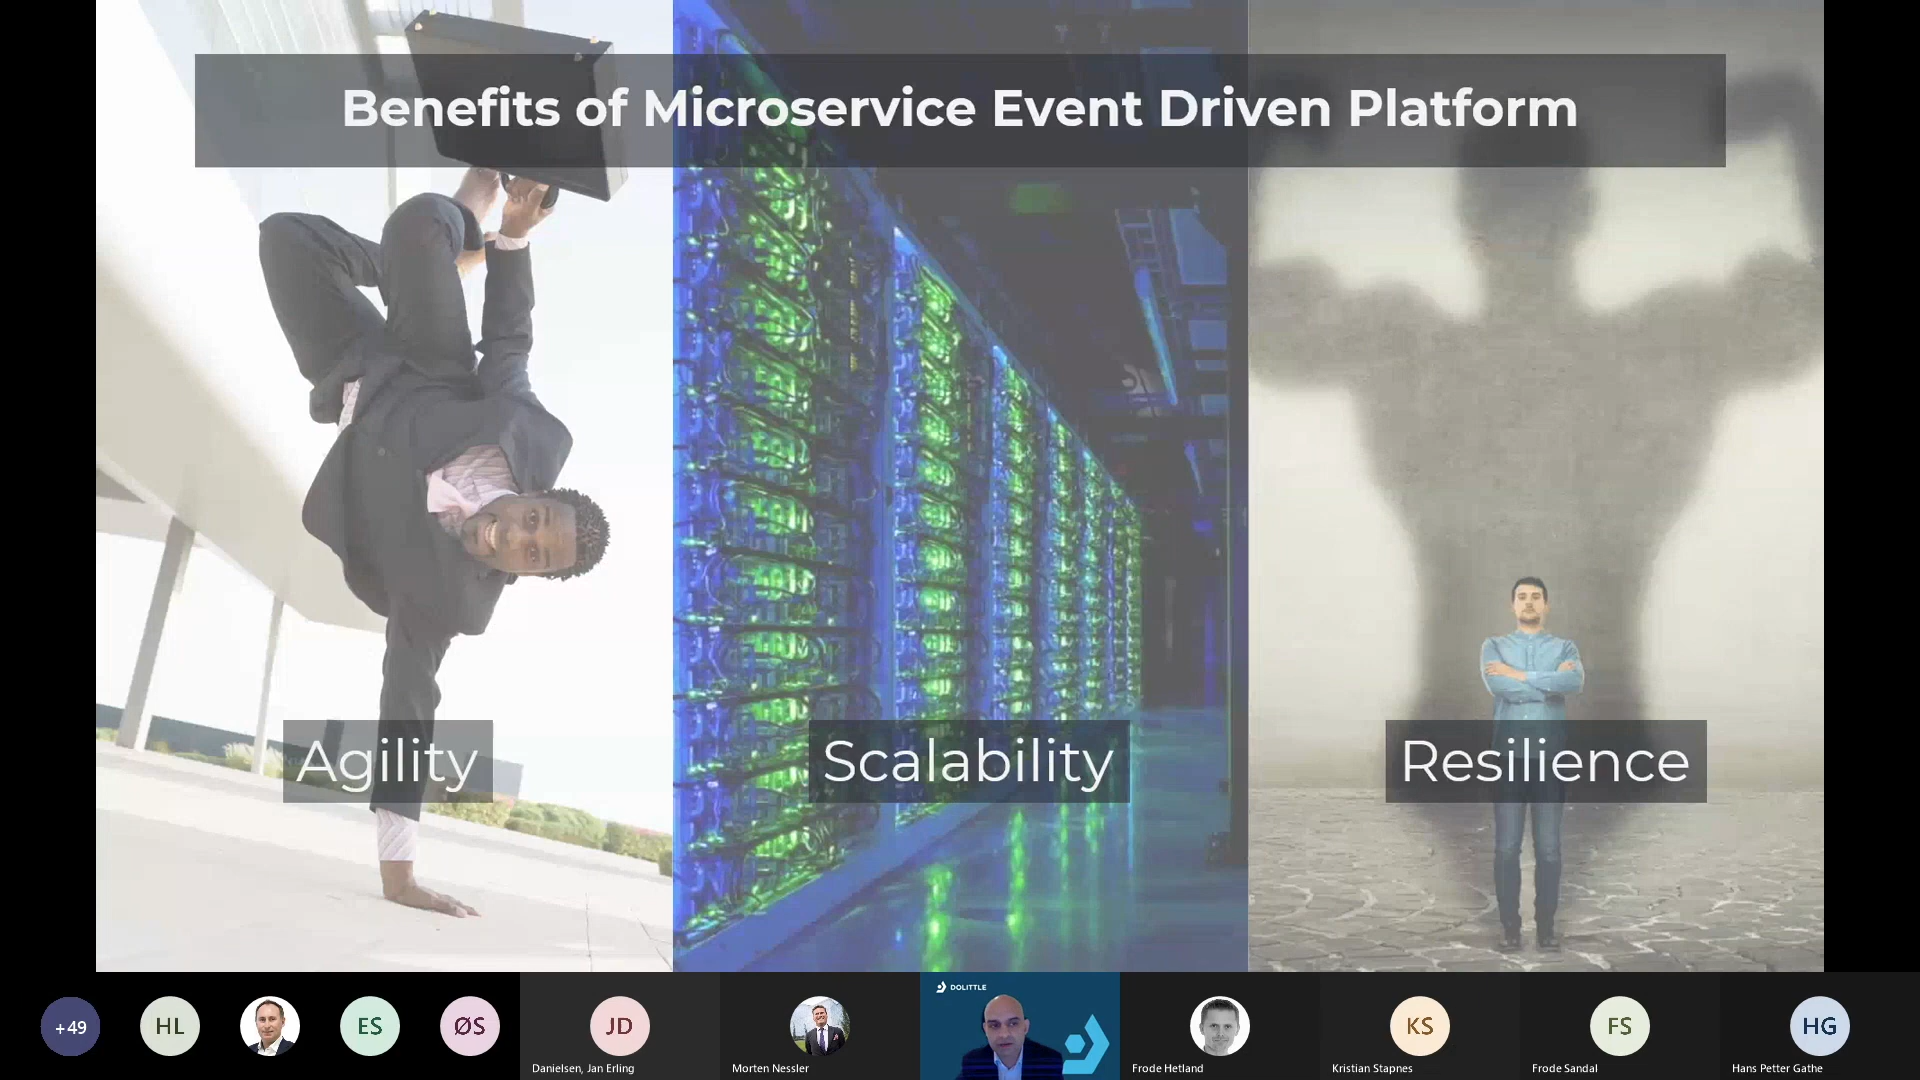 Benefits of Microservice Event Driven Platform
Agility
Scalability
Resilience
+49
HL
ES
ØS
JD
DOLITTLE
KS
FS
HG
Danielsen, Jan Erling
Morten Nessler
Frode Hetland
Kristian Stapnes
Frode Sandal
Hans Petter Gathe